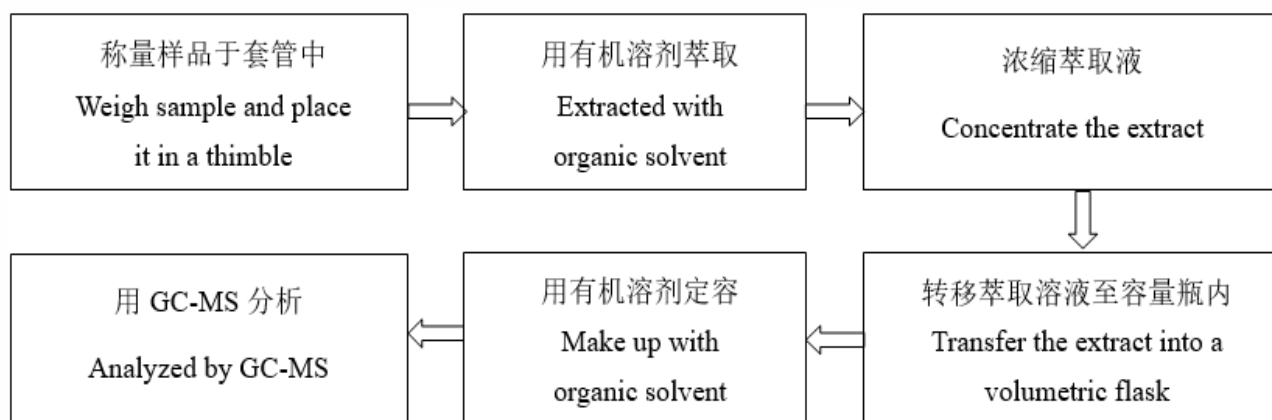 称量样品于套管中
Weigh sample and place
it in a thimble
用有机溶剂萃取
Extracted with
organic solvent
浓缩萃取液
Concentrate the extract
转移萃取溶液至容量瓶内
Transfer the extract into a
volumetric flask
用有机溶剂定容
Make up with
organic solvent
用 GC-MS 分析
Analyzed by GC-MS